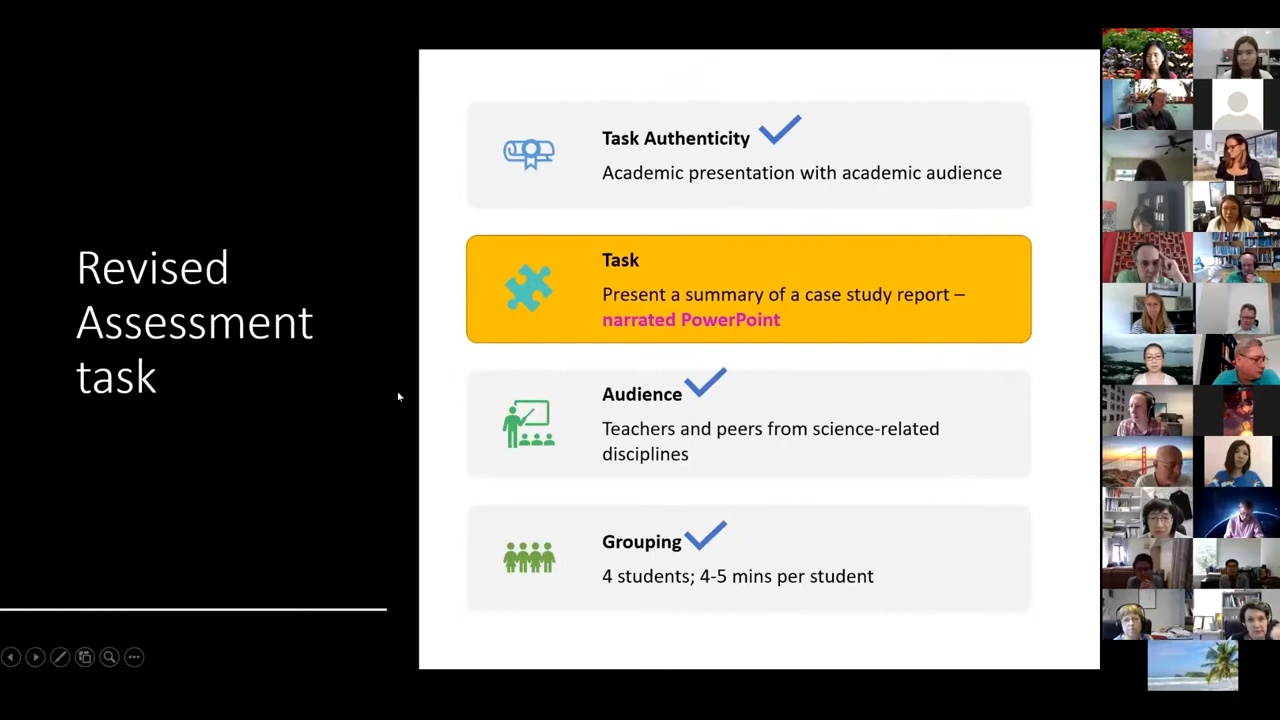 Revised
Assessment
task
Task Authenticity
Academic presentation with academic audience
Task
Present a summary of a case study report –
narrated PowerPoint
Audience
Teachers and peers from science-related
disciplines
Grouping
4 students; 4-5 mins per student